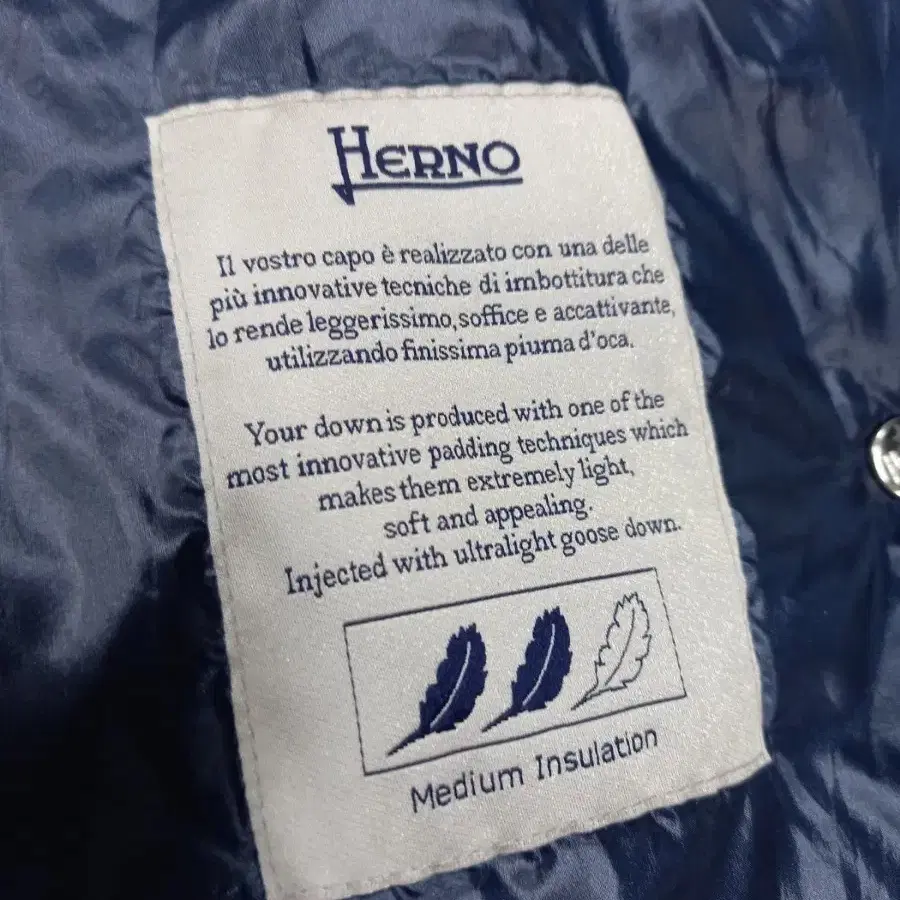 HERNO
Il vostro capo è realizzato con una delle
più innovative tecniche di imbottitura che
lo rende leggerissimo, soffice e accattivante,
utilizzando finissima piuma d'oca.
Your down is produced with one of the
most innovative padding techniques which
makes them extremely light,
soft and appealing.
Injected with ultralight goose down.
Medium Insulation